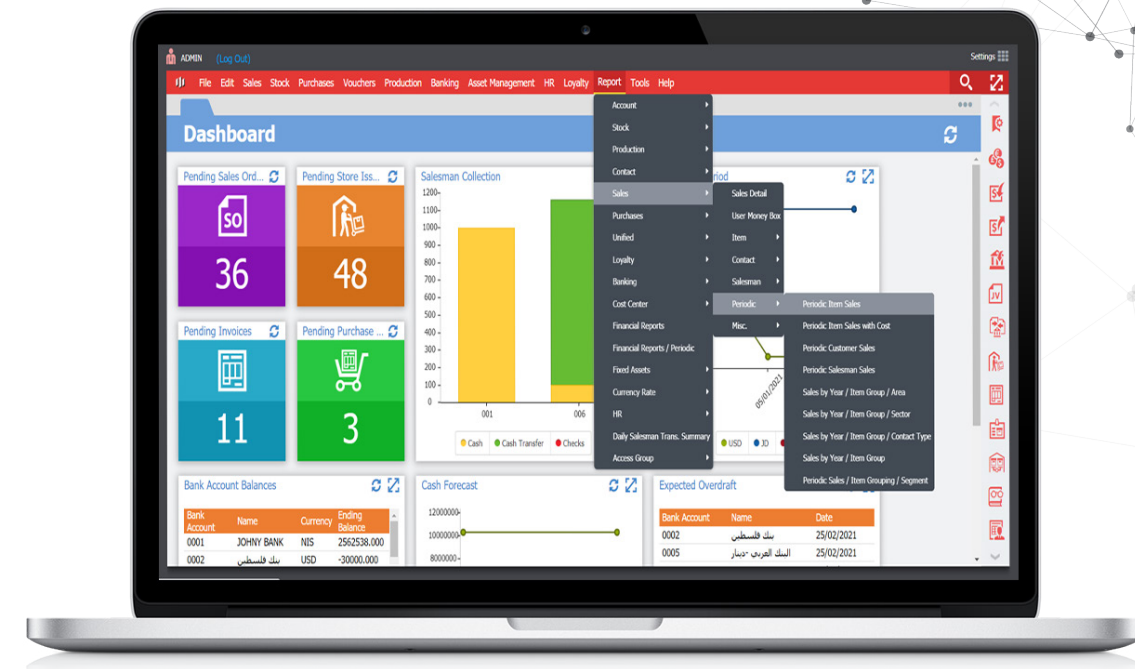 ADMIN (Log Out) Settings
File Edit Sales Stock Purchases Vouchers Production Banking Asset Management HR Loyalty Report Tools Help
Dashboard
Account
Stock
Production
Contact
Sales
Purchases
Unified
Loyalty
Banking
Cost Center
Financial Reports
Financial Reports / Periodic
Fixed Assets
Currency Rate
HR
Daily Salesman Trans. Summary
Access Group
Sales Detail
User Money Box
Item
Contact
Salesman
Periodic
Misc.
Periodic Item Sales
Periodic Item Sales with Cost
Periodic Customer Sales
Periodic Salesman Sales
Sales by Year / Item Group / Area
Sales by Year / Item Group / Sector
Sales by Year / Item Group / Contact Type
Sales by Year / Item Group
Periodic Sales / Item Grouping / Segment
Pending Sales Ord...
SO
36
Pending Store Iss...
48
Pending Invoices
11
Pending Purchase ...
3
Salesman Collection
1200
1100
1000
900
800
700
600
500
400
300
200
100
0
001 006
Cash Cash Transfer Checks
05/01/2021
USD JD
JV
Bank Account Balances
Bank Account Name Currency Ending Balance
0001 JOHNY BANK NIS 2562538.000
0002 بنك فلسطين USD -30000.000
Cash Forecast
12000000
10000000
8000000
Expected Overdraft
Bank Account Name Date
0002 بنك فلسطين 25/02/2021
0005 البنك العربي -دينار 25/02/2021